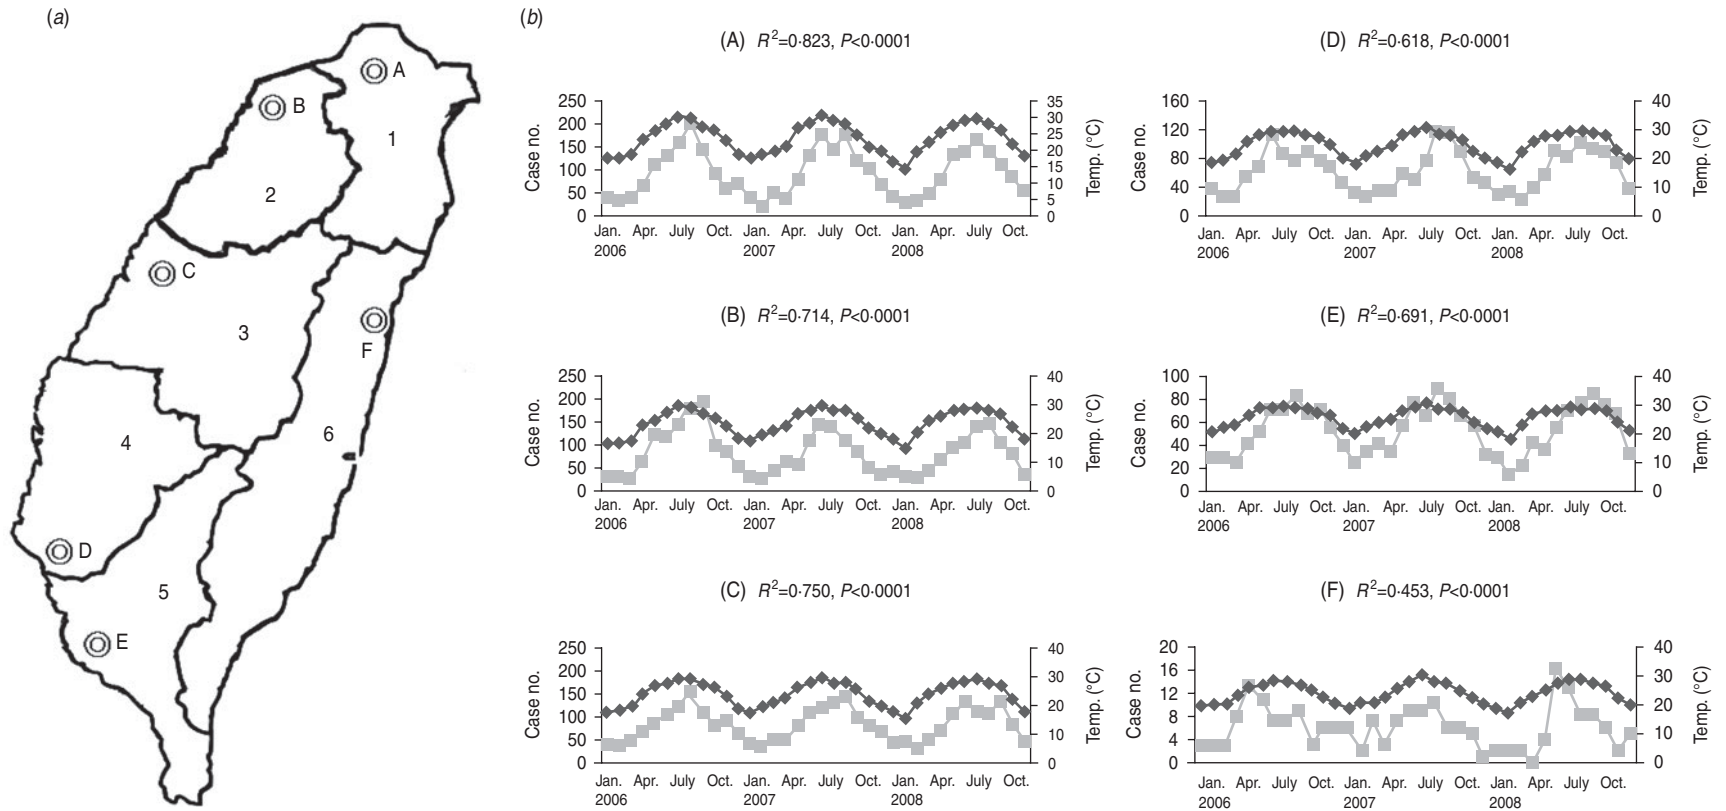 (a)
A
B
1
2
C
3
F
4
6
D
5
E
(b)
(A) R²=0·823, P<0·0001
Case no.
250
200
150
100
50
0
35
30
25
20
15
10
5
0
Temp. (°C)
Jan. Apr. July Oct. Jan. Apr. July Oct. Jan. Apr. July Oct.
2006 2007 2008
(D) R²=0·618, P<0·0001
Case no.
160
120
80
40
0
40
30
20
10
0
Temp. (°C)
Jan. Apr. July Oct. Jan. Apr. July Oct. Jan. Apr. July Oct.
2006 2007 2008
(B) R²=0·714, P<0·0001
Case no.
250
200
150
100
50
0
40
30
20
10
0
Temp. (°C)
Jan. Apr. July Oct. Jan. Apr. July Oct. Jan. Apr. July Oct.
2006 2007 2008
(E) R²=0·691, P<0·0001
Case no.
100
80
60
40
20
0
40
30
20
10
0
Temp. (°C)
Jan. Apr. July Oct. Jan. Apr. July Oct. Jan. Apr. July Oct.
2006 2007 2008
(C) R²=0·750, P<0·0001
Case no.
250
200
150
100
50
0
40
30
20
10
0
Temp. (°C)
Jan. Apr. July Oct. Jan. Apr. July Oct. Jan. Apr. July Oct.
2006 2007 2008
(F) R²=0·453, P<0·0001
Case no.
20
16
12
8
4
0
40
30
20
10
0
Temp. (°C)
Jan. Apr. July Oct. Jan. Apr. July Oct. Jan. Apr. July Oct.
2006 2007 2008